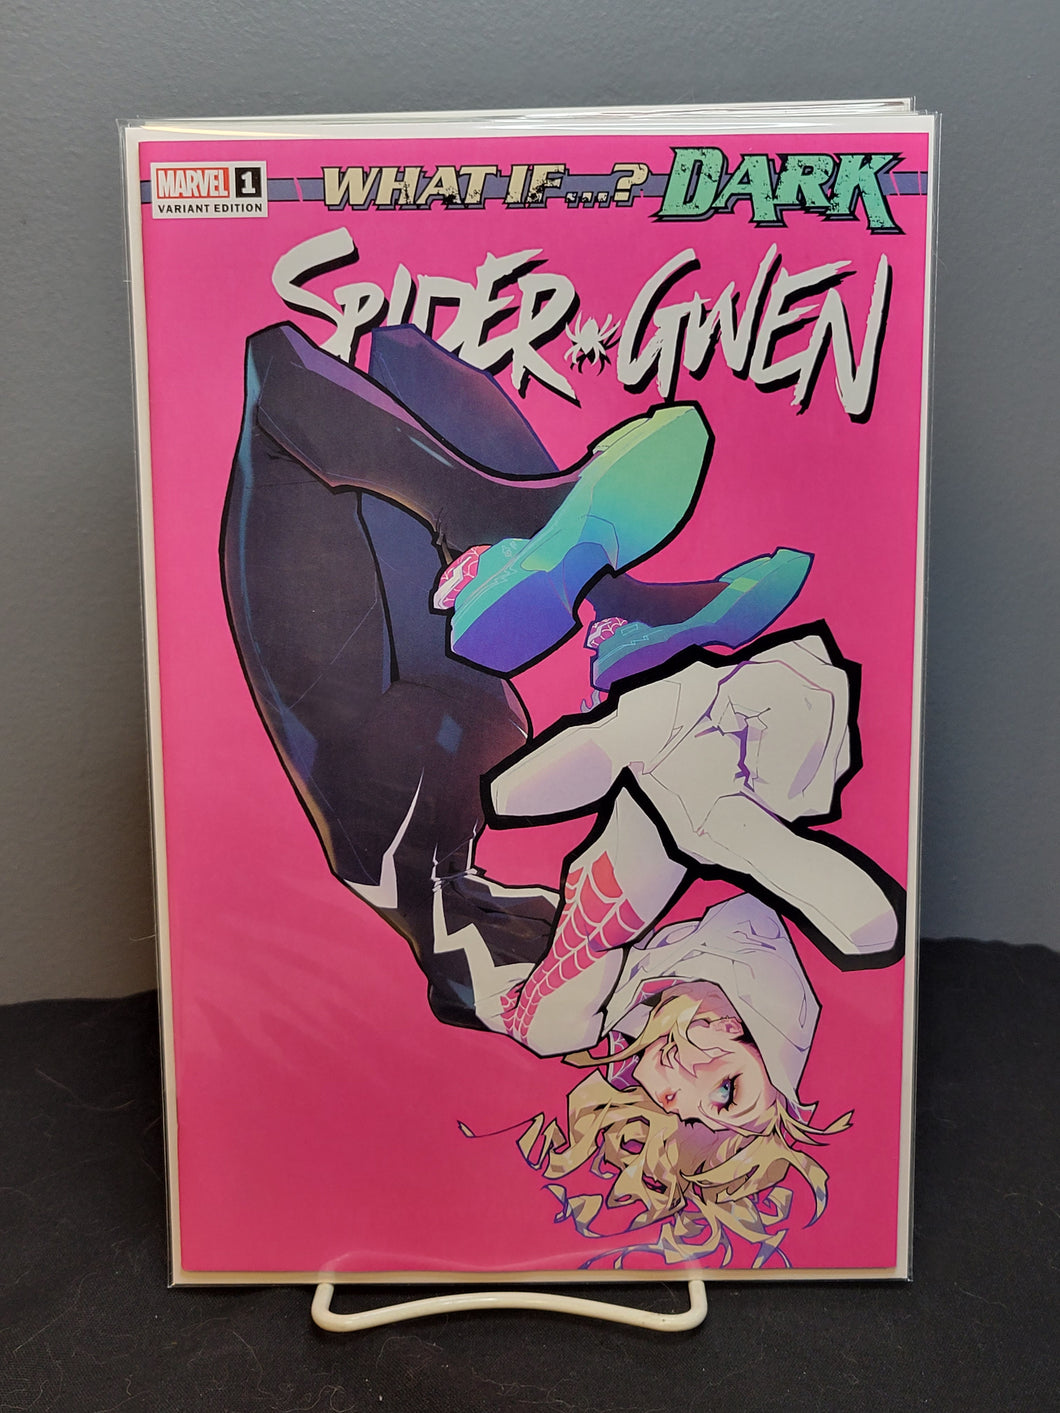 MARVEL 1
VARIANT EDITION
WHAT IF...? DARK
SPIDER GWEN